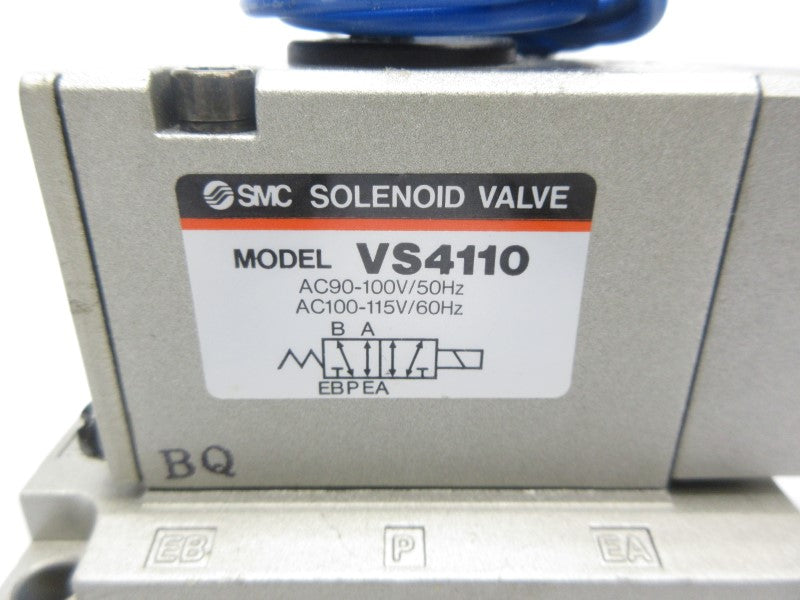 SMC SOLENOID VALVE
MODEL VS4110
AC90-100V/50Hz
AC100-115V/60Hz
B A
EBPEA
BQ
EB P EA